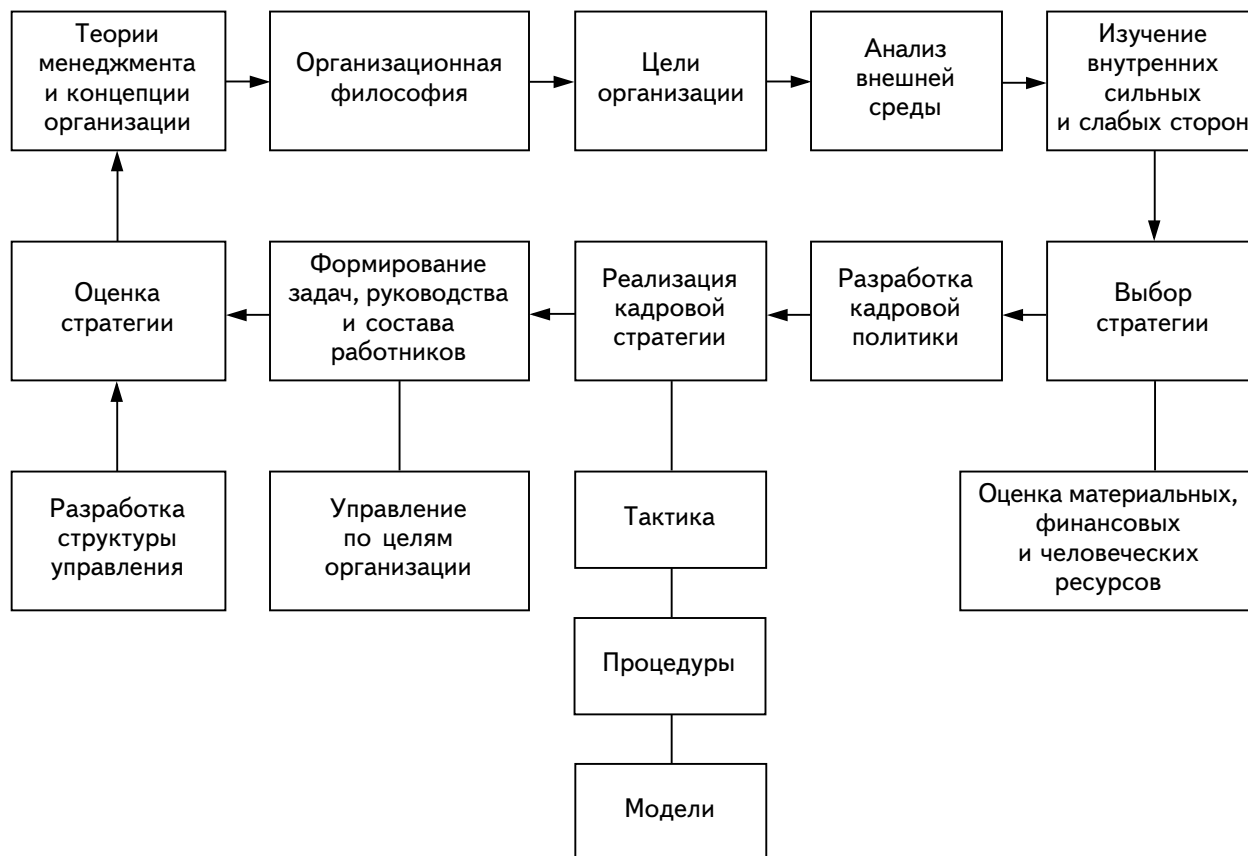 Теории
менеджмента
и концепции
организации
Организационная
философия
Цели
организации
Анализ
внешней
среды
Изучение
внутренних
сильных
и слабых сторон
Оценка
стратегии
Формирование
задач, руководства
и состава
работников
Реализация
кадровой
стратегии
Разработка
кадровой
политики
Выбор
стратегии
Разработка
структуры
управления
Управление
по целям
организации
Тактика
Оценка материальных,
финансовых
и человеческих
ресурсов
Процедуры
Модели